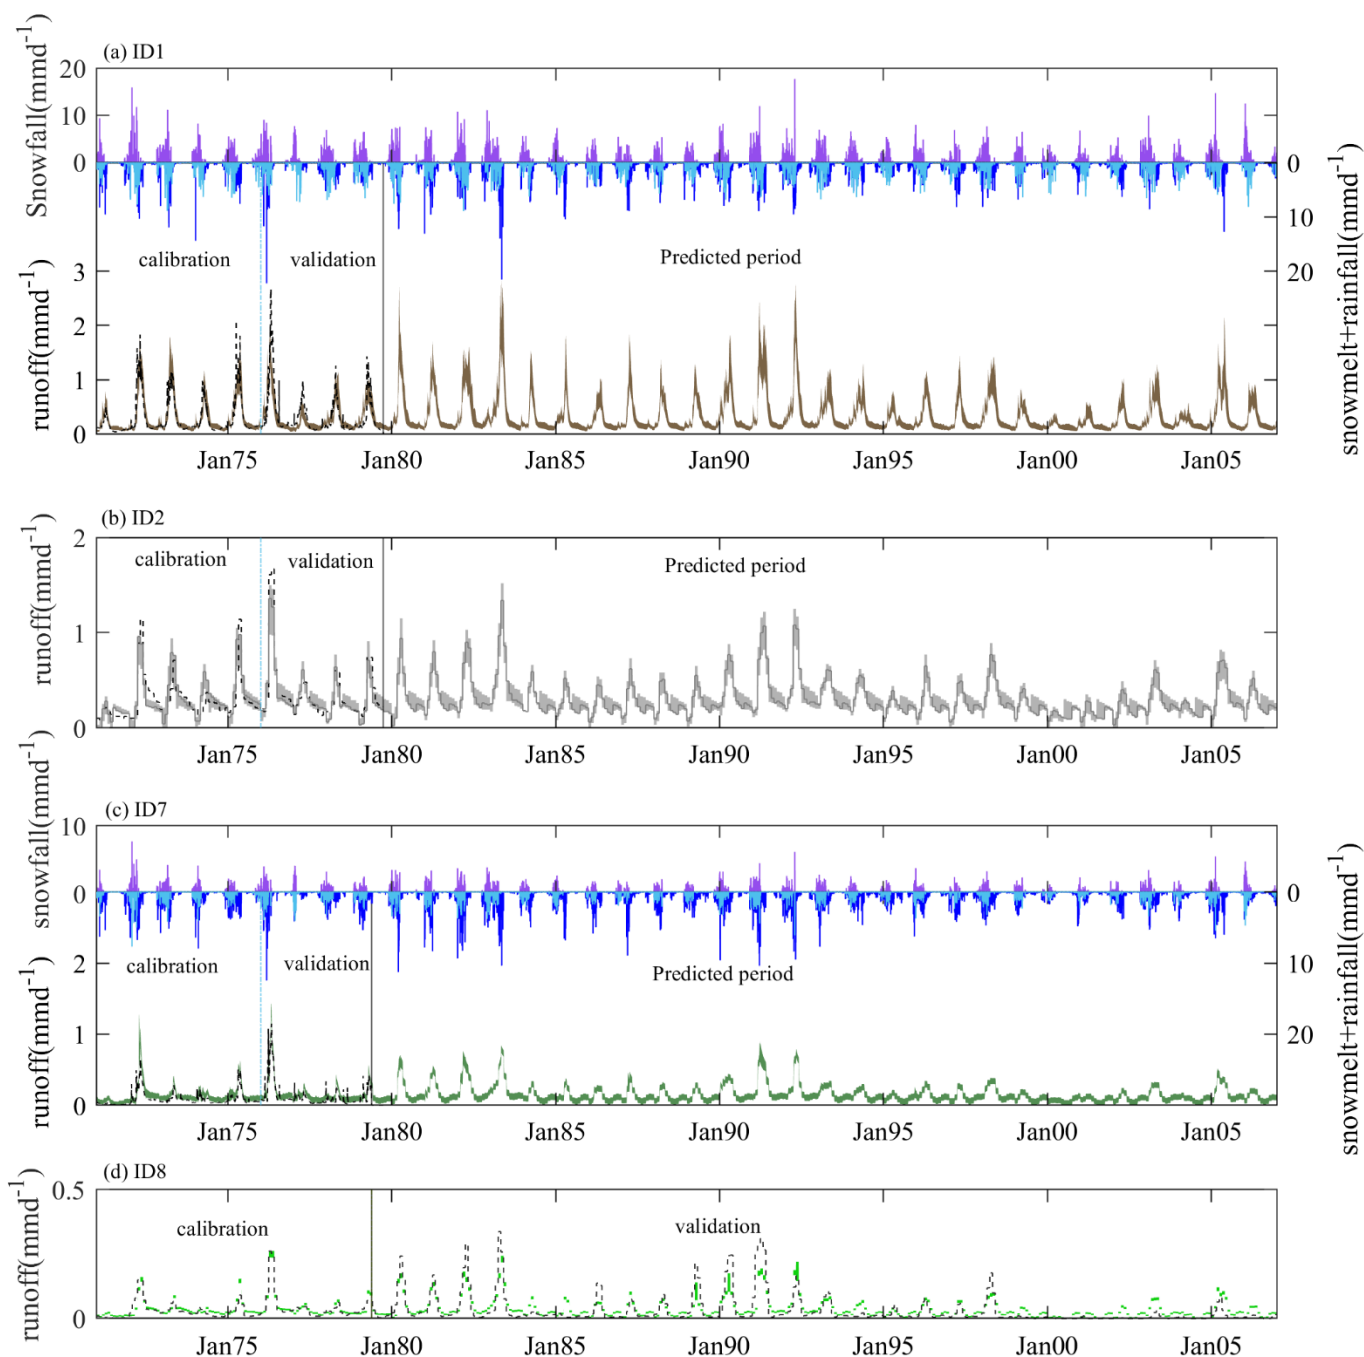 (a) ID1
Snowfall(mmd⁻¹)
20
10
0
0
10
20
snowmelt+rainfall(mmd⁻¹)
calibration
validation
Predicted period
runoff(mmd⁻¹)
3
2
1
0
Jan75 Jan80 Jan85 Jan90 Jan95 Jan00 Jan05
(b) ID2
runoff(mmd⁻¹)
2
1
0
calibration
validation
Predicted period
Jan75 Jan80 Jan85 Jan90 Jan95 Jan00 Jan05
(c) ID7
snowfall(mmd⁻¹)
10
0
0
10
20
snowmelt+rainfall(mmd⁻¹)
calibration
validation
Predicted period
runoff(mmd⁻¹)
2
1
0
Jan75 Jan80 Jan85 Jan90 Jan95 Jan00 Jan05
(d) ID8
runoff(mmd⁻¹)
0.5
0
calibration
validation
Jan75 Jan80 Jan85 Jan90 Jan95 Jan00 Jan05